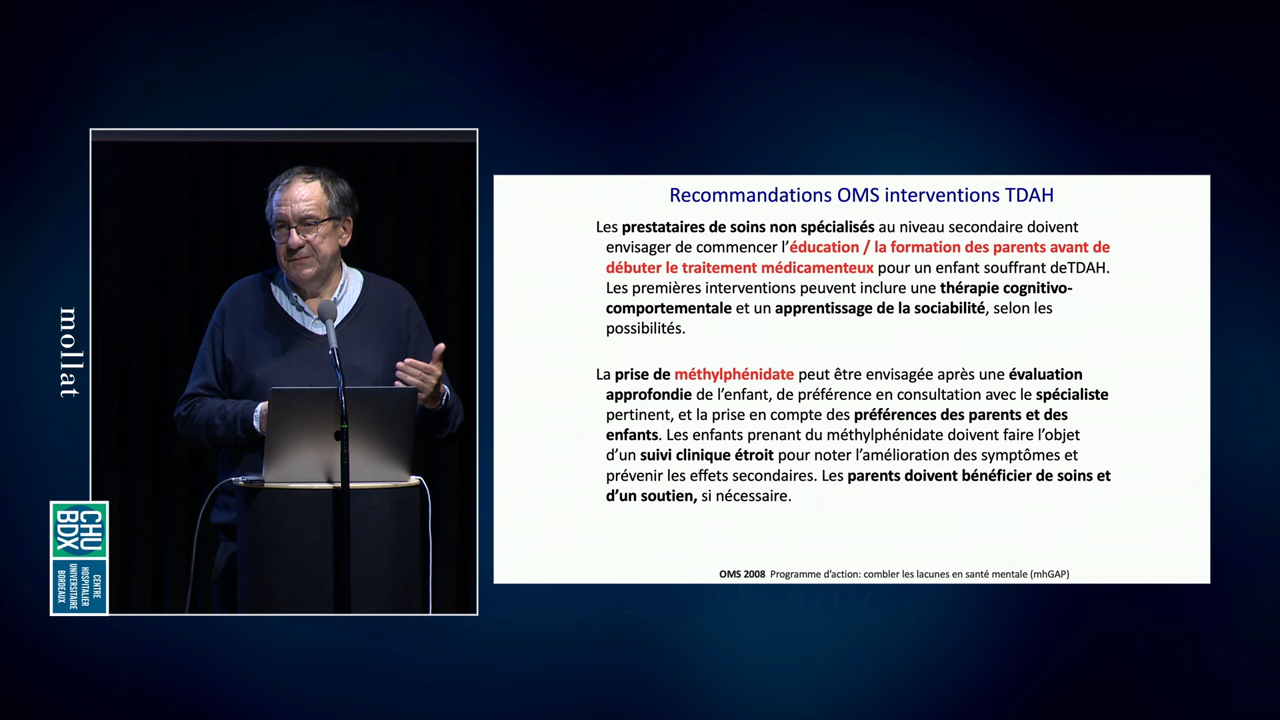 mollat
CHU
BDX
CENTRE
HOSPITALIER
UNIVERSITAIRE
BORDEAUX
Recommandations OMS interventions TDAH
Les prestataires de soins non spécialisés au niveau secondaire doivent
envisager de commencer l’éducation / la formation des parents avant de
débuter le traitement médicamenteux pour un enfant souffrant deTDAH.
Les premières interventions peuvent inclure une thérapie cognitivo-
comportementale et un apprentissage de la sociabilité, selon les
possibilités.
La prise de méthylphénidate peut être envisagée après une évaluation
approfondie de l’enfant, de préférence en consultation avec le spécialiste
pertinent, et la prise en compte des préférences des parents et des
enfants. Les enfants prenant du méthylphénidate doivent faire l’objet
d’un suivi clinique étroit pour noter l’amélioration des symptômes et
prévenir les effets secondaires. Les parents doivent bénéficier de soins et
d’un soutien, si nécessaire.
OMS 2008 Programme d’action: combler les lacunes en santé mentale (mhGAP)